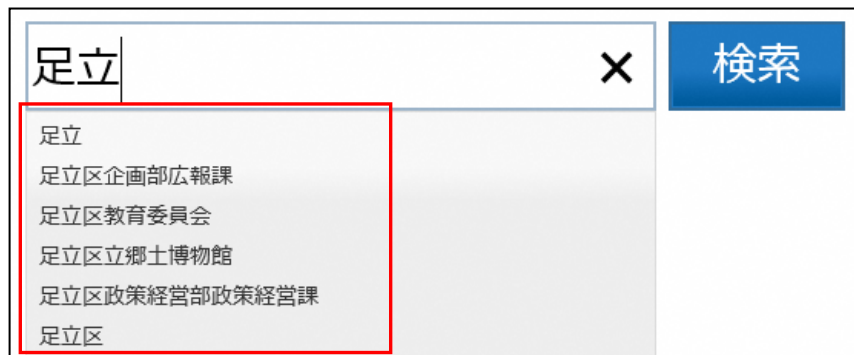 足立
検索
足立
足立区企画部広報課
足立区教育委員会
足立区立郷土博物館
足立区政策経営部政策経営課
足立区